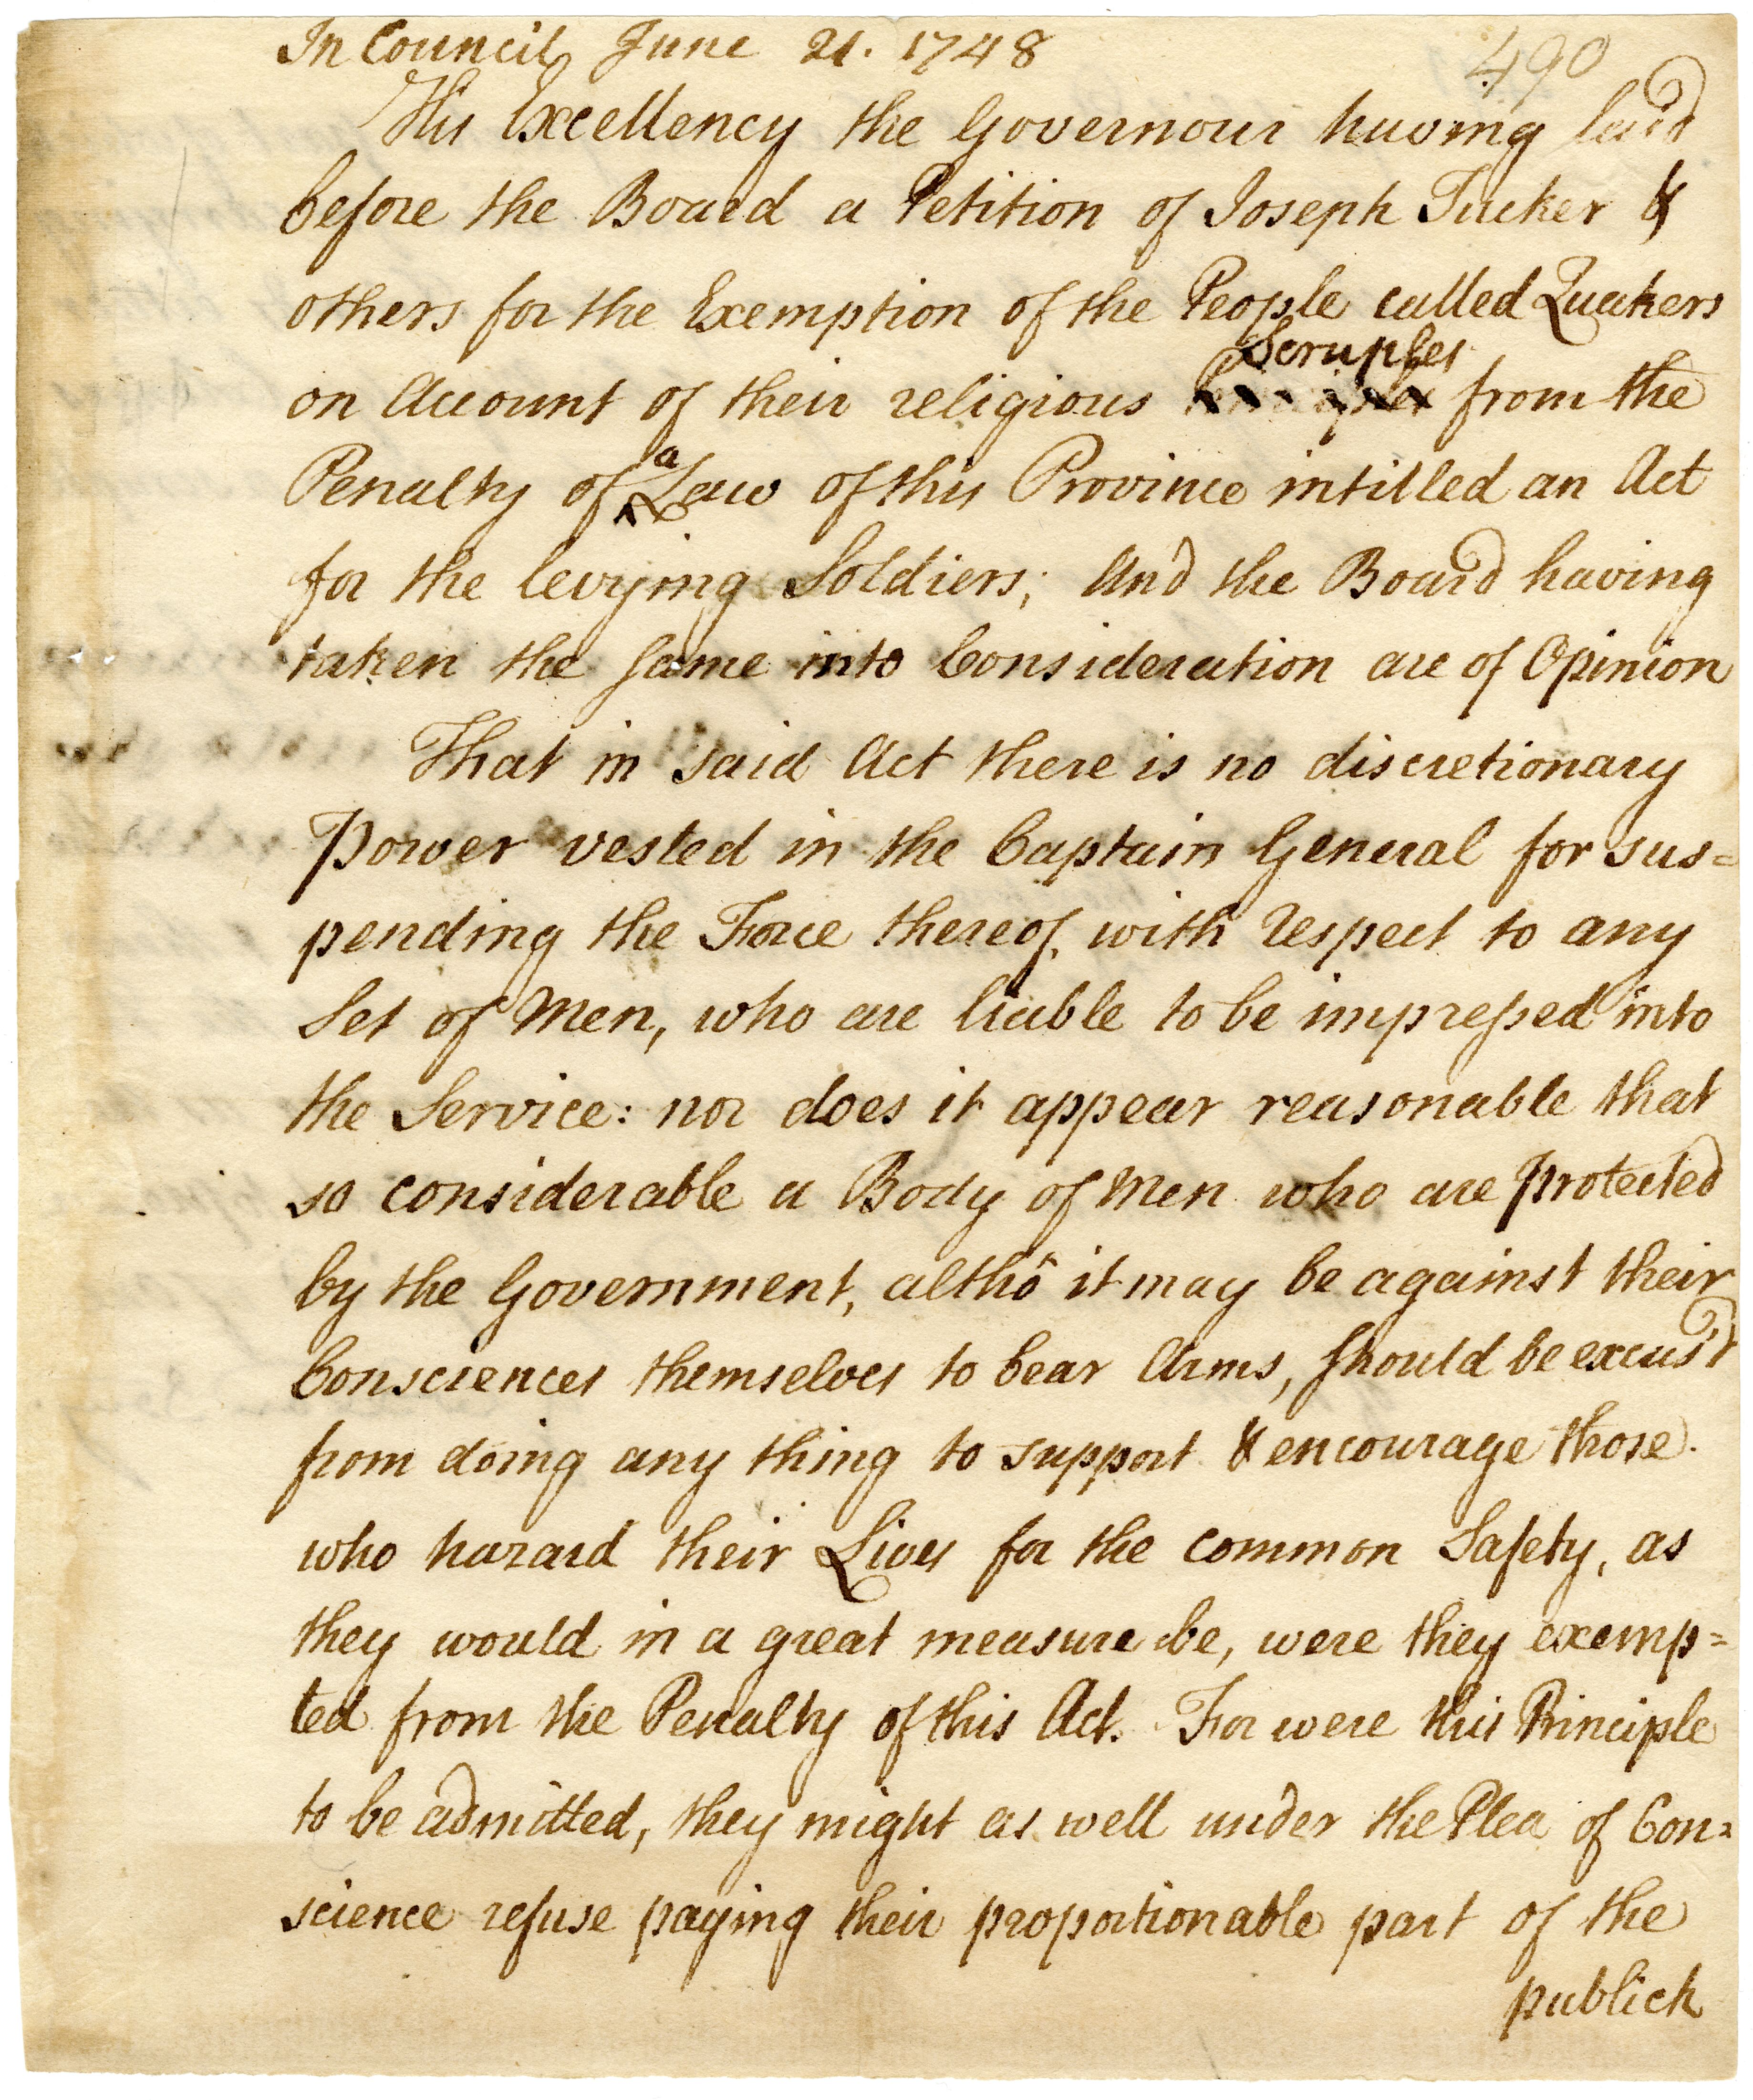 In Council June 21. 1748
490
His Excellency the Governour having laid
before the Board a Petition of Joseph Tucker &
others for the Exemption of the People called Quakers
Scruples
on Account of their religious from the
a
Penalty of Law of this Province intitled an Act
for the levying Soldiers; And the Board having
taken the same into Consideration are of Opinion
That in said Act there is no discretionary
Power vested in the Captain General for sus=
pending the Force thereof, with respect to any
Set of Men, who are liable to be impressed into
the Service: nor does it appear reasonable that
so considerable a Body of Men who are protected
by the Government, altho it may be against their
Consciences themselves to bear Arms, should be excus'd
from doing any thing to support & encourage those
who hazard their Lives for the common Safety, as
they would in a great measure be, were they exemp=
ted from the Penalty of this Act. For were this Principle
to be admitted, they might as well under the Plea of Con=
science refuse paying their proportionable part of the
publick